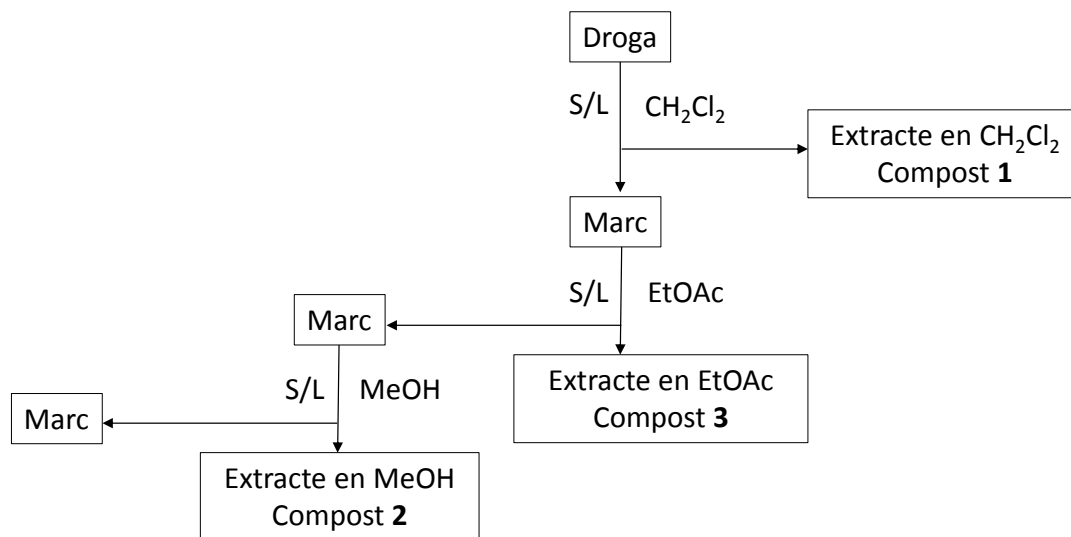 Droga
S/L CH₂Cl₂
Extracte en CH₂Cl₂
Compost 1
Marc
S/L EtOAc
Marc
Extracte en EtOAc
Compost 3
S/L MeOH
Marc
Extracte en MeOH
Compost 2